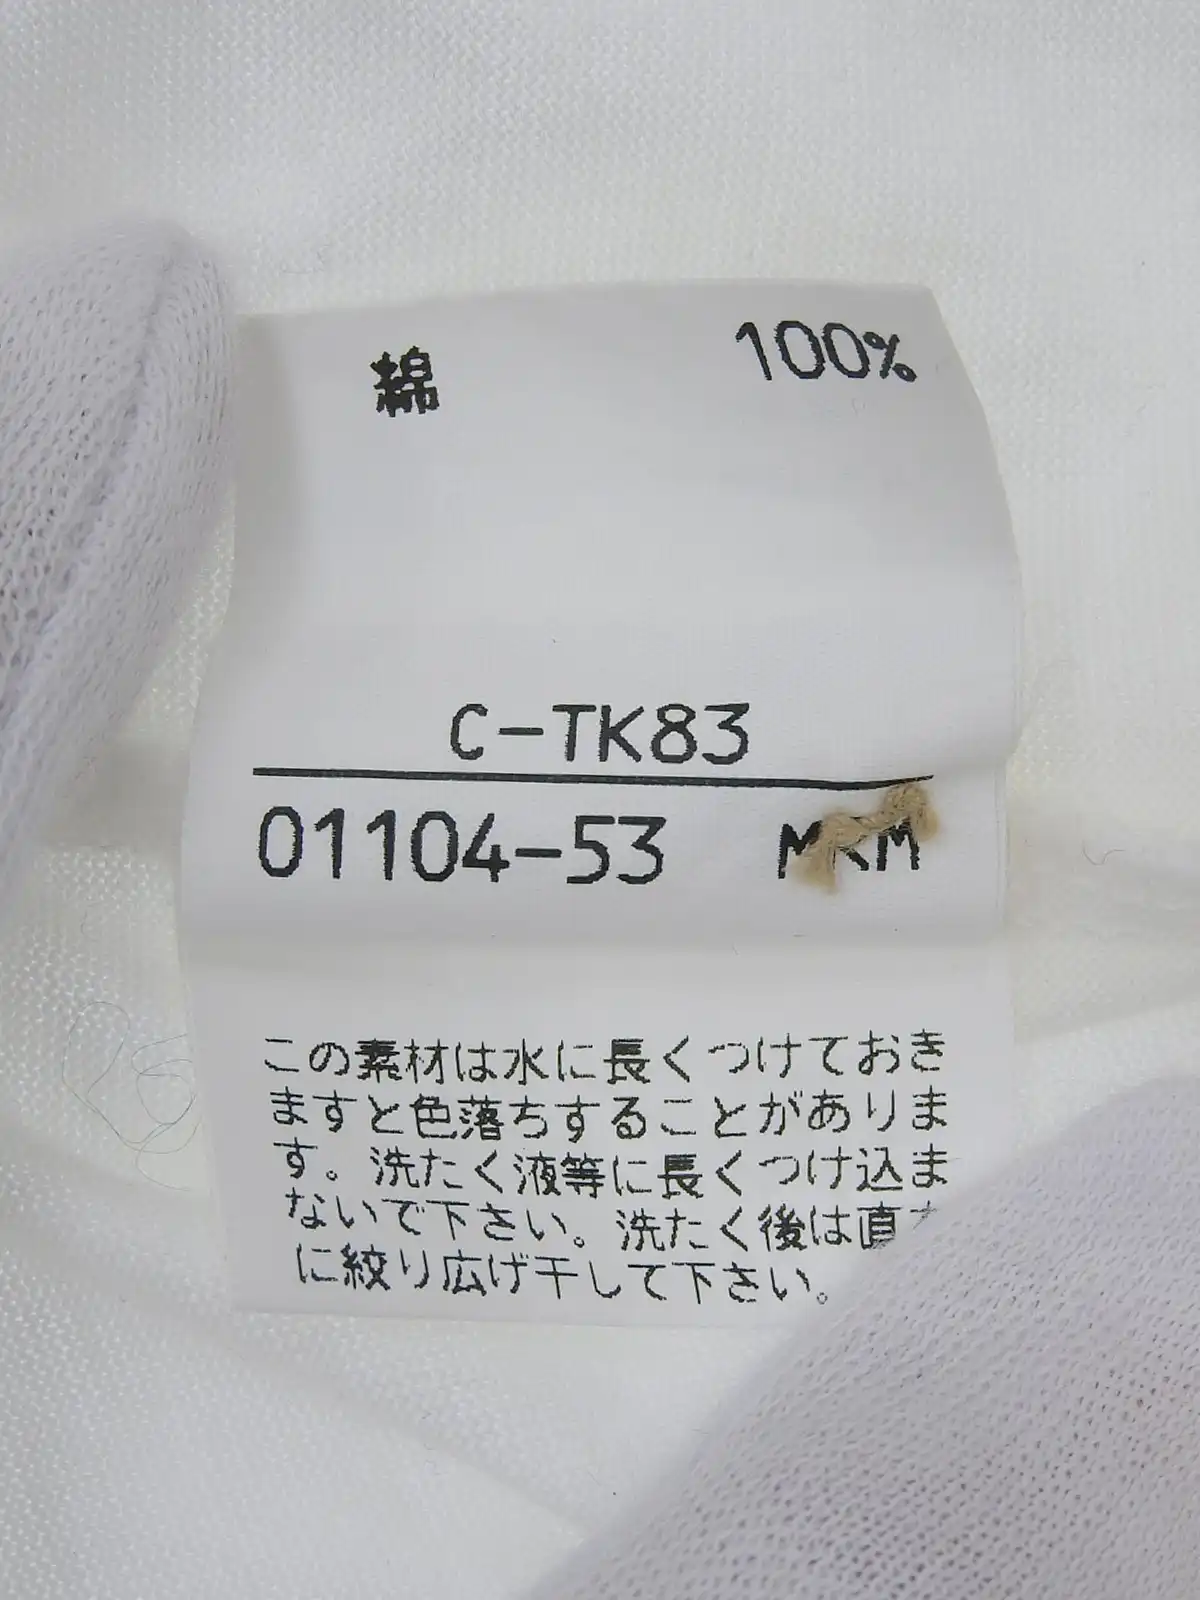 棉 100%
C-TK83
01104-53
この素材は水に長くつけておき
ますと色落ちすることがありま
す。洗たく液等に長くつけ込ま
ないで下さい。洗たく後は直
に絞り広げ干して下さい。